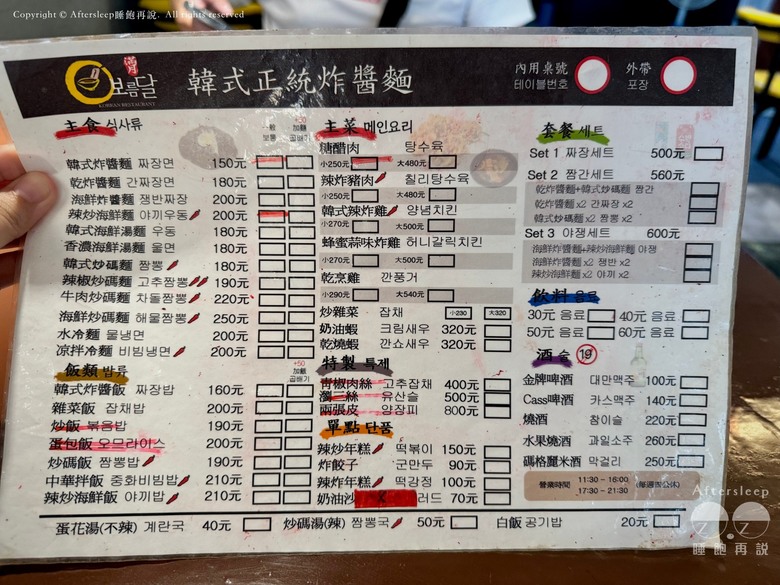 Copyright © Aftersleep睡飽再說. All rights reserved
滿月
보름달
KOREAN RESTAURANT
韓式正統炸醬麵
內用桌號 테이블번호
外帶 포장
主食 식사류
一般 보통
+50 加麵 곱배기
韓式炸醬麵 짜장면 150元
乾炸醬麵 간짜장면 180元
海鮮炸醬麵 쟁반짜장 200元
辣炒海鮮麵 야끼우동 200元
韓式海鮮湯麵 우동 180元
香濃海鮮湯麵 울면 180元
韓式炒碼麵 짬뽕 180元
辣椒炒碼麵 고추짬뽕 190元
牛肉炒碼麵 차돌짬뽕 220元
海鮮炒碼麵 해물짬뽕 250元
水冷麵 물냉면 200元
涼拌冷麵 비빔냉면 200元
飯類 밥류
+50 加飯 곱배기
韓式炸醬飯 짜장밥 160元
雜菜飯 잡채밥 200元
炒飯 볶음밥 190元
蛋包飯 오므라이스 200元
炒碼飯 짬뽕밥 190元
中華拌飯 중화비빔밥 210元
辣炒海鮮飯 야끼밥 210元
主菜 메인요리
糖醋肉 탕수육
小250元 大480元
辣炸豬肉 칠리탕수육
小250元 大480元
韓式辣炸雞 양념치킨
小270元 大500元
蜂蜜蒜味炸雞 허니갈릭치킨
小270元 大500元
乾烹雞 깐풍거
小290元 大540元
炒雜菜 잡채 小230 大320
奶油蝦 크림새우 320元
乾燒蝦 깐쇼새우 320元
特製 특제
青椒肉絲 고추잡채 400元
瀏三絲 유산슬 500元
兩張皮 양장피 800元
單點 단품
辣炒年糕 떡볶이 150元
炸餃子 군만두 90元
辣炸年糕 떡강정 100元
奶油沙 러드 70元
套餐 세트
Set 1 짜장세트 500元
Set 2 짬간세트 560元
乾炸醬麵+韓式炒碼麵 짬간
乾炸醬麵 x2 간짜장 x2
韓式炒碼麵 x2 짬뽕 x2
Set 3 야쟁세트 600元
海鮮炸醬麵+辣炒海鮮麵 야쟁
海鮮炸醬麵 x2 쟁반 x2
辣炒海鮮麵 x2 야끼 x2
飲料 음료
30元 음료 40元 음료
50元 음료 60元 음료
酒 술 19
金牌啤酒 대만맥주 100元
Cass啤酒 카스맥주 140元
燒酒 참이슬 220元
水果燒酒 과일소주 260元
碼格麗米酒 막걸리 250元
營業時間 11:30 - 16:00 17:30 - 21:30 (每週四公休)
蛋花湯(不辣) 계란국 40元 炒碼湯(辣) 짬뽕국 50元 白飯 공기밥 20元
Aftersleep
z.z
睡飽再說